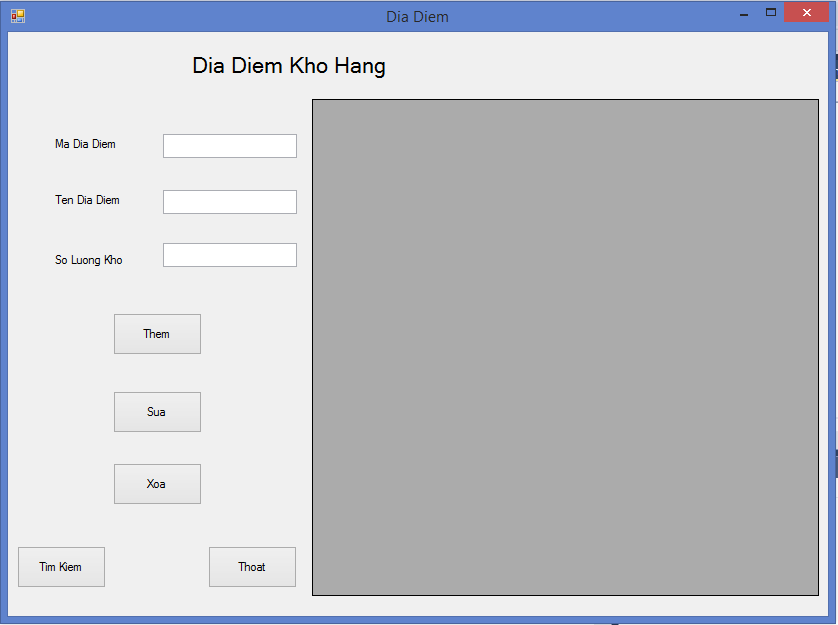 Dia Diem
Dia Diem Kho Hang
Ma Dia Diem
Ten Dia Diem
So Luong Kho
Them
Sua
Xoa
Tim Kiem
Thoat